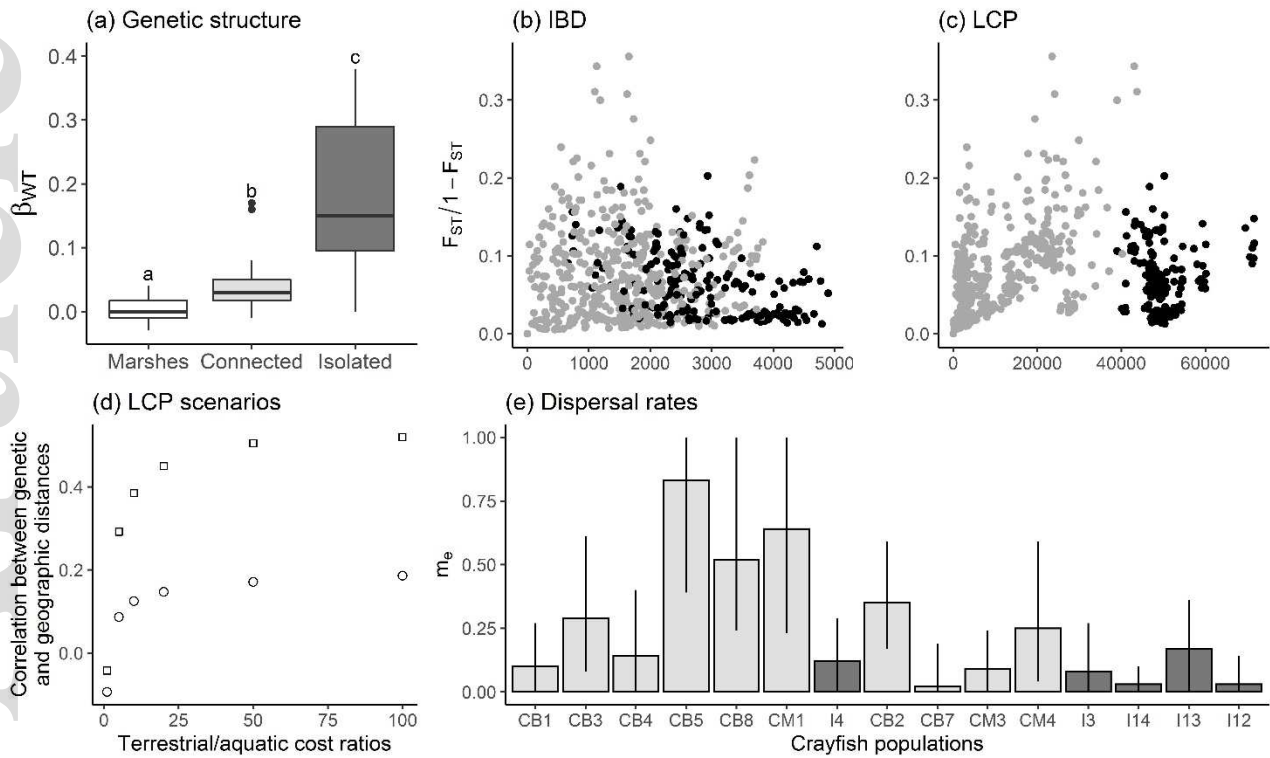 (a) Genetic structure
(b) IBD
(c) LCP
βWT
0.4
0.3
0.2
0.1
0.0
a
b
c
Marshes Connected Isolated
FST/1−FST
0.3
0.2
0.1
0.0
0 1000 2000 3000 4000 5000
0.3
0.2
0.1
0.0
0 20000 40000 60000
(d) LCP scenarios
(e) Dispersal rates
Correlation between genetic
and geographic distances
0.4
0.2
0.0
0 25 50 75 100
Terrestrial/aquatic cost ratios
me
1.00
0.75
0.50
0.25
0.00
CB1 CB3 CB4 CB5 CB8 CM1 I4 CB2 CB7 CM3 CM4 I3 I14 I13 I12
Crayfish populations